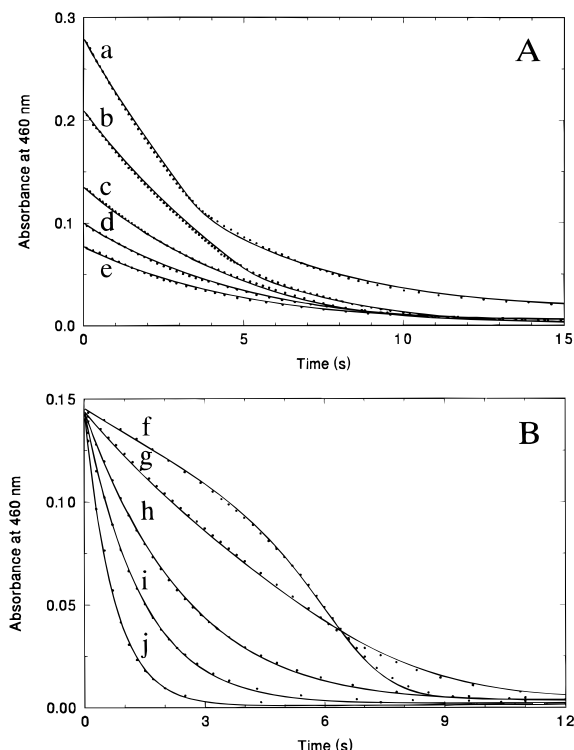 0.3
A
a
0.2
b
Absorbance at 460 nm
c
0.1
d
e
0.0
0 5 10 15
Time (s)
0.15
B
f
g
0.10
h
Absorbance at 460 nm
0.05
i
j
0.00
0 3 6 9 12
Time (s)